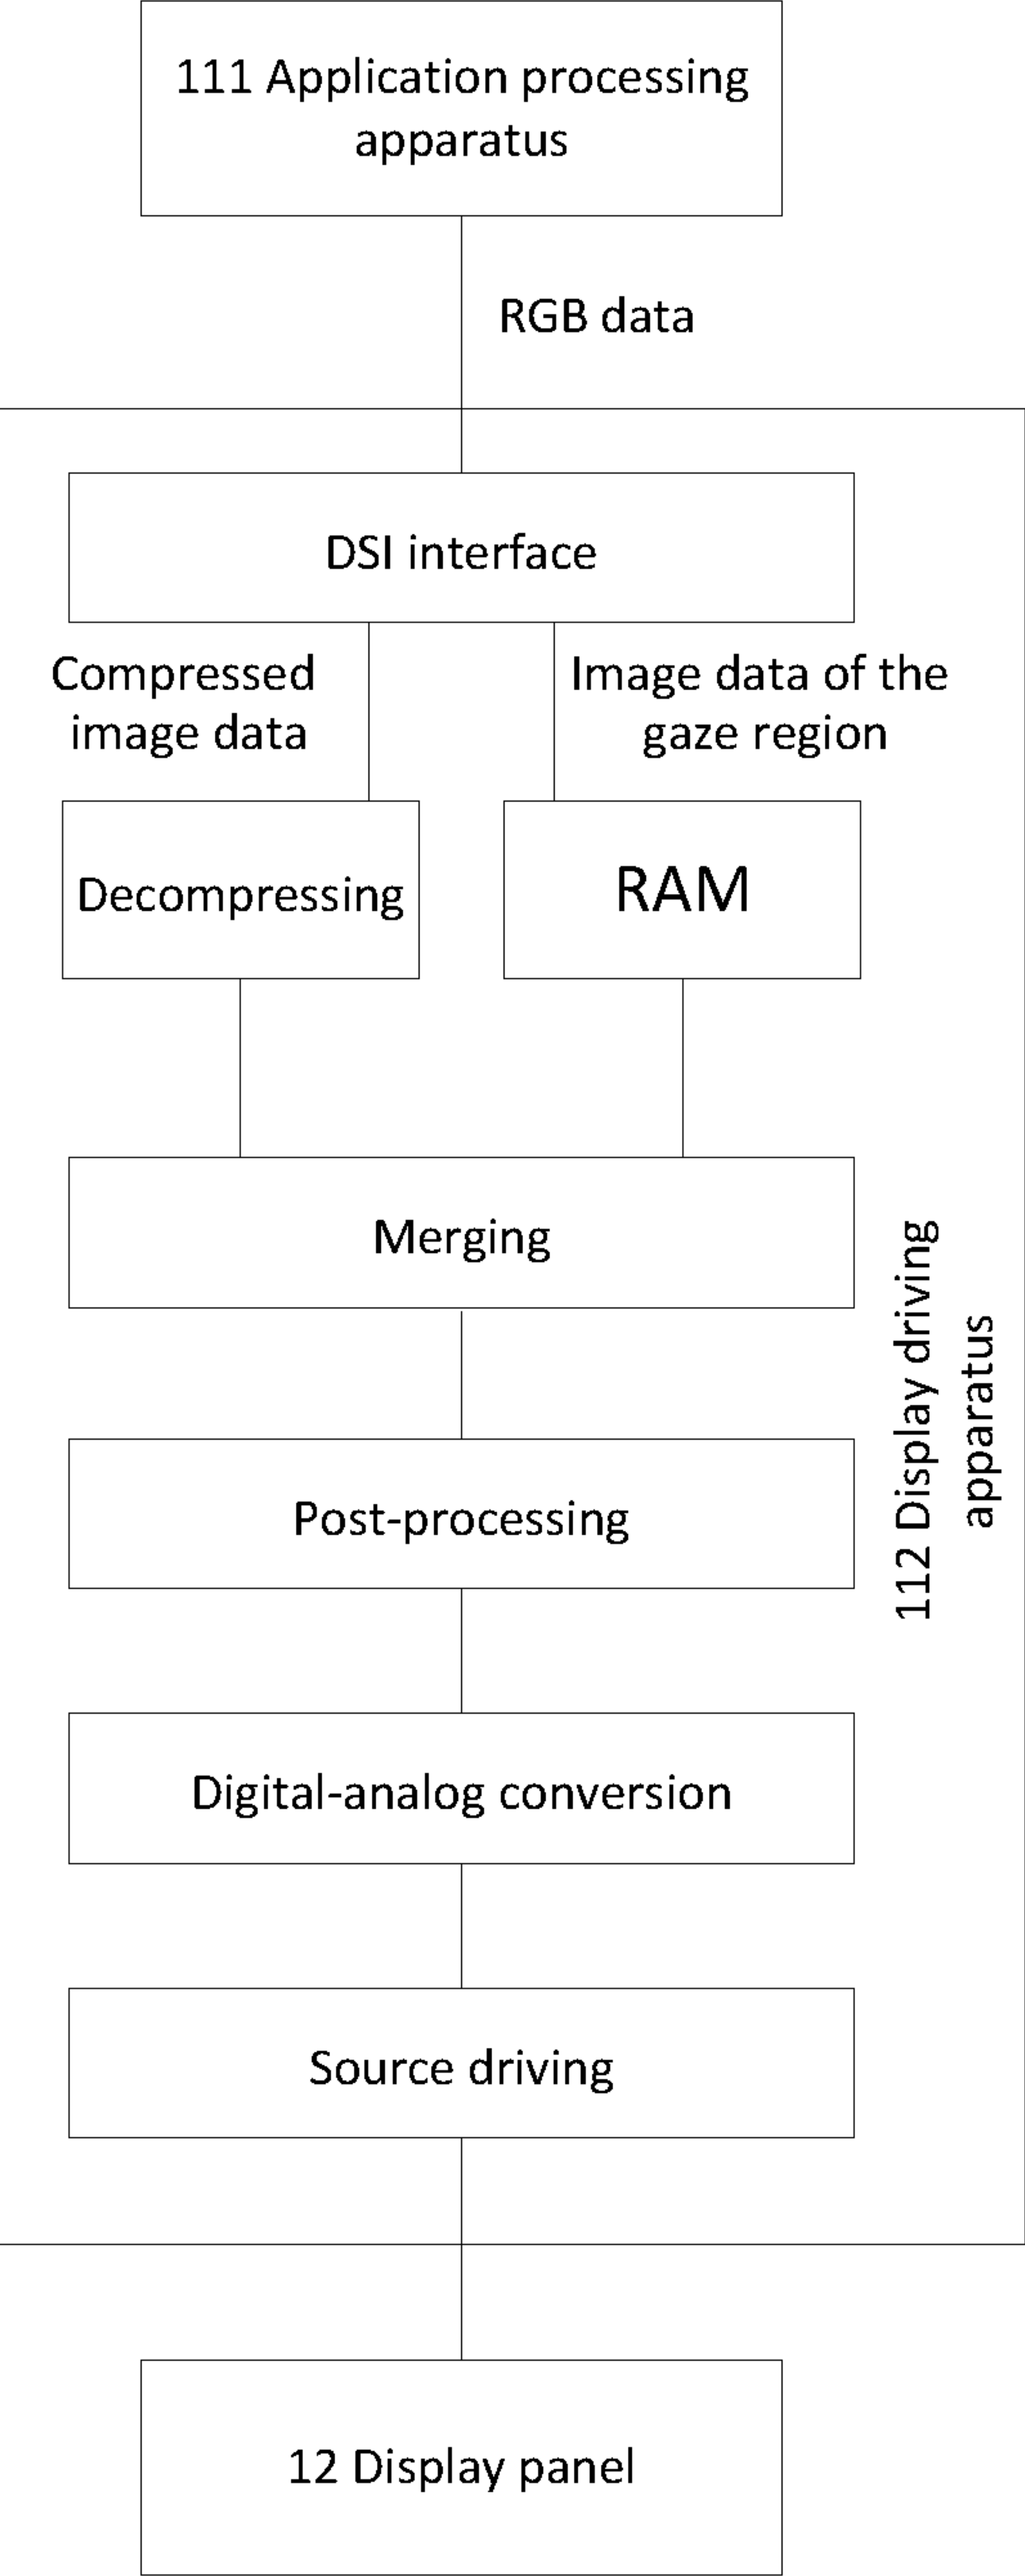 111 Application processing
apparatus
RGB data
DSI interface
Compressed
image data
Image data of the
gaze region
Decompressing
RAM
Merging
112 Display driving
apparatus
Post-processing
Digital-analog conversion
Source driving
12 Display panel